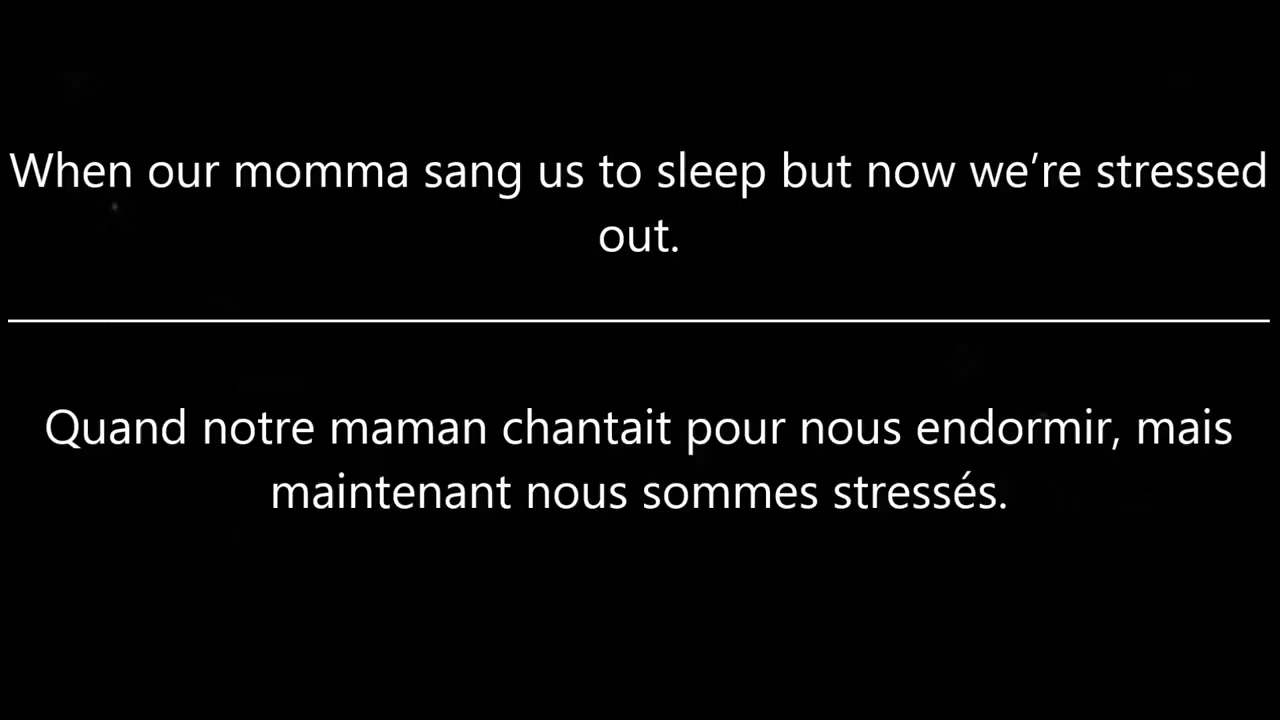 When our momma sang us to sleep but now we’re stressed
out.
Quand notre maman chantait pour nous endormir, mais
maintenant nous sommes stressés.